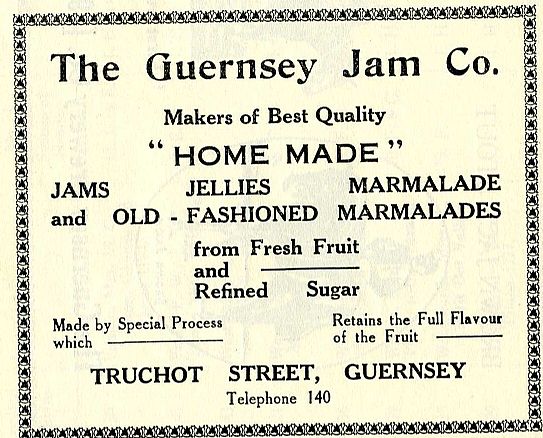 The Guernsey Jam Co.
Makers of Best Quality
“ HOME MADE ”
JAMS JELLIES MARMALADE
and OLD - FASHIONED MARMALADES
from Fresh Fruit
and
Refined Sugar
Made by Special Process
which
Retains the Full Flavour
of the Fruit
TRUCHOT STREET, GUERNSEY
Telephone 140